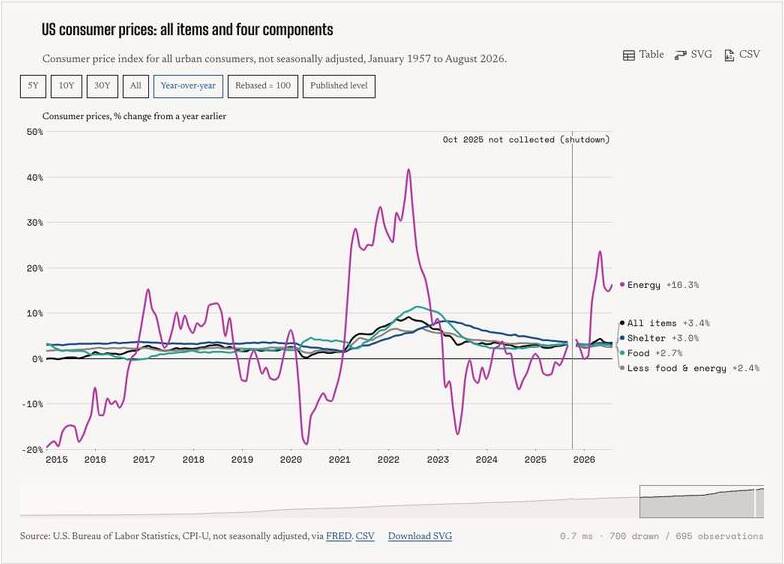 US consumer prices: all items and four components
Consumer price index for all urban consumers, not seasonally adjusted, January 1957 to August 2026.
Table SVG CSV
5Y 10Y 30Y All Year-over-year Rebased = 100 Published level
Consumer prices, % change from a year earlier
50%
Oct 2025 not collected (shutdown)
40%
30%
20%
Energy +16.3%
10%
All items +3.4%
Shelter +3.0%
0%
Food +2.7%
Less food & energy +2.4%
-10%
-20%
2015 2016 2017 2018 2019 2020 2021 2022 2023 2024 2025 2026
Source: U.S. Bureau of Labor Statistics, CPI-U, not seasonally adjusted, via FRED. CSV Download SVG
0.7 ms · 700 drawn / 695 observations